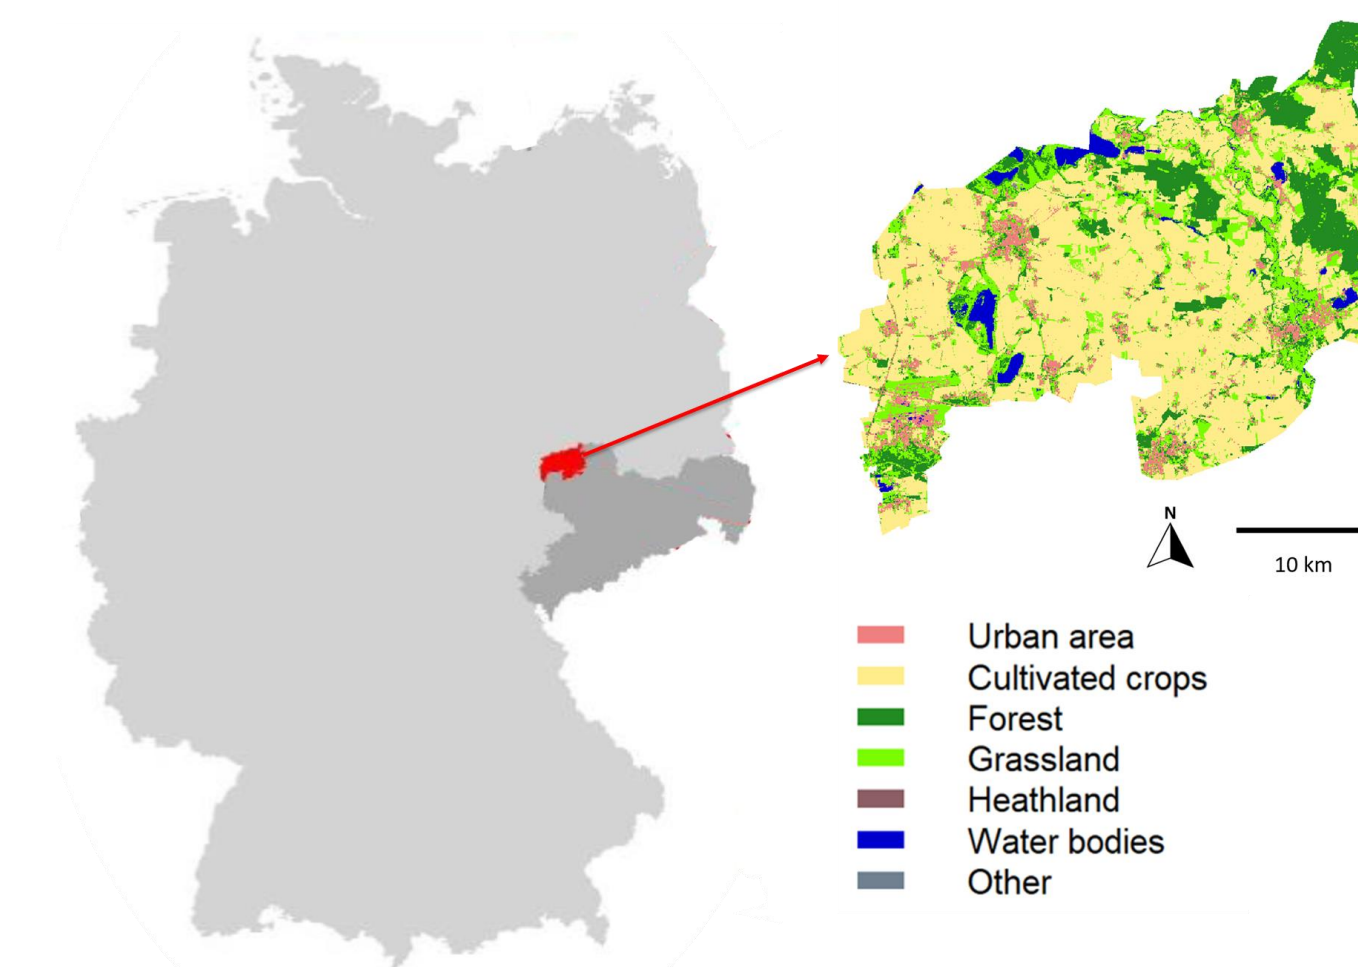 N
10 km
Urban area
Cultivated crops
Forest
Grassland
Heathland
Water bodies
Other